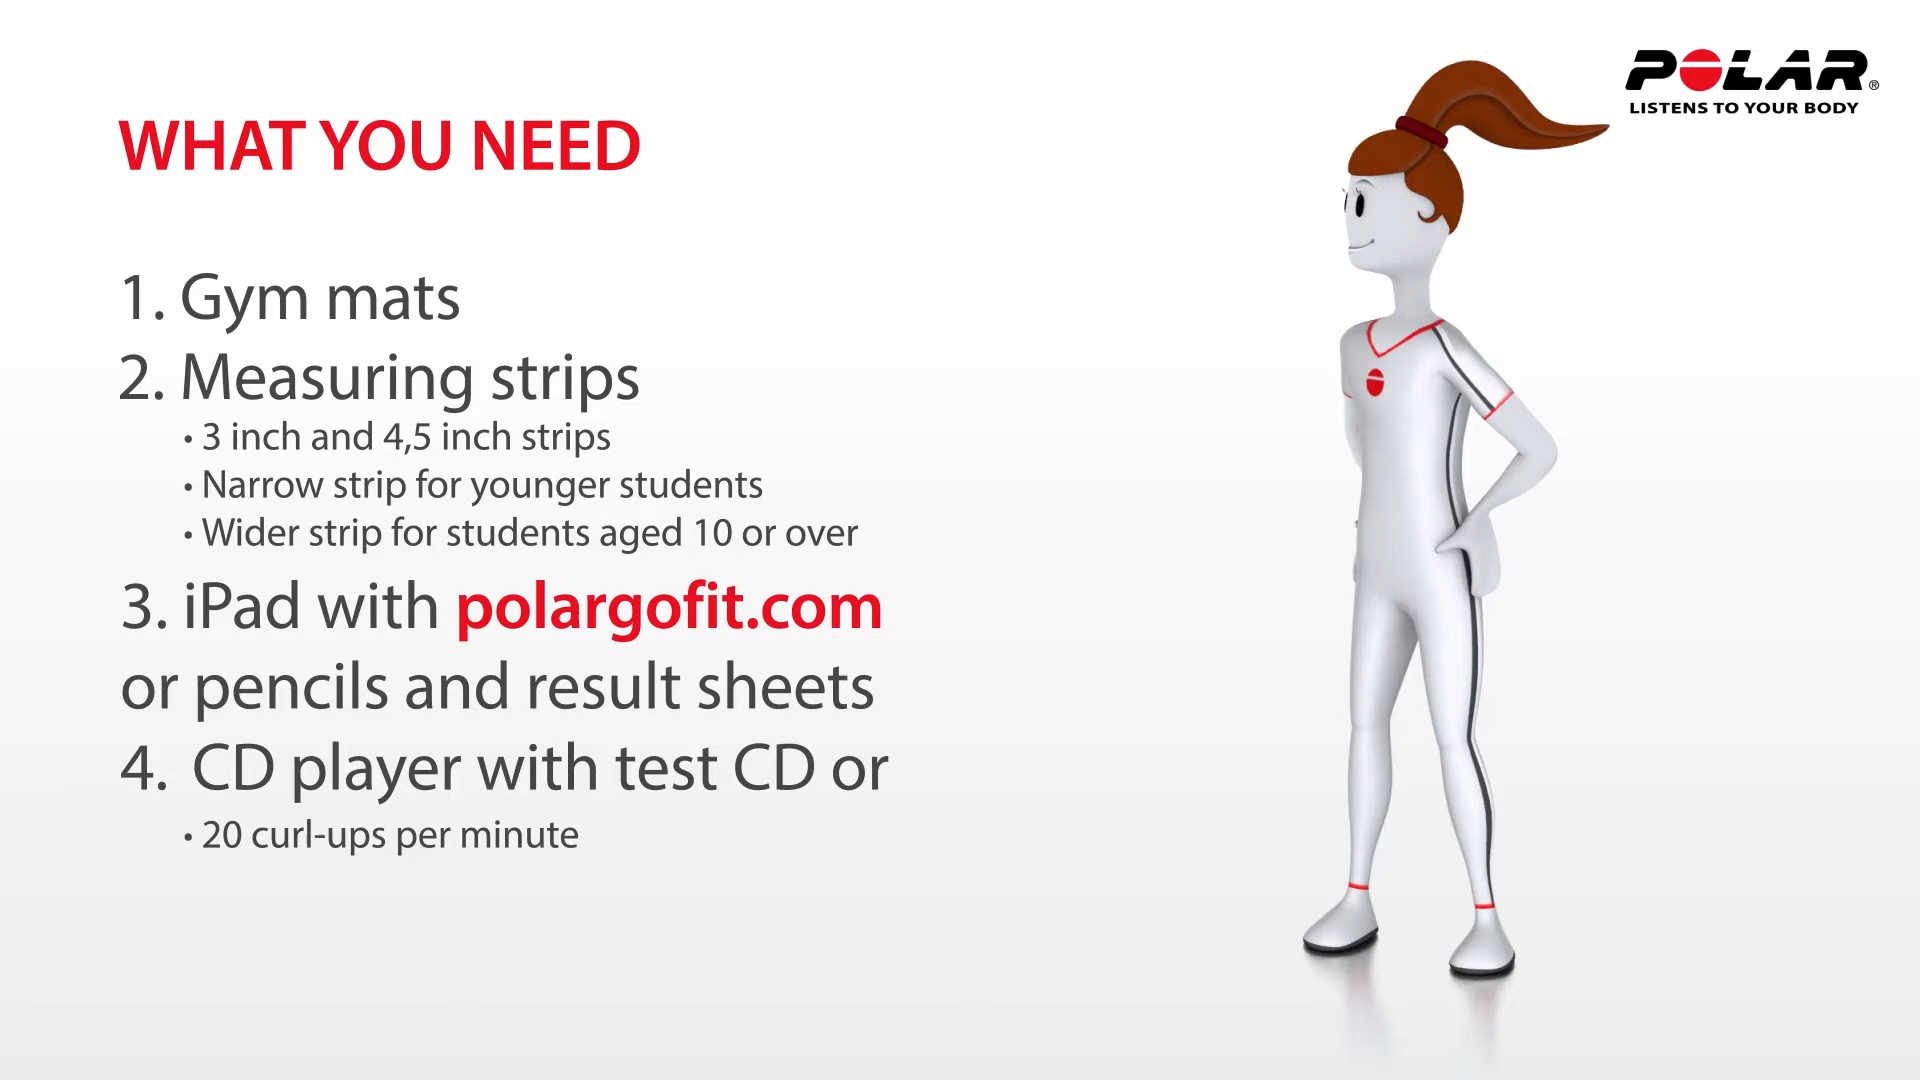 POLAR®
LISTENS TO YOUR BODY
WHAT YOU NEED
1. Gym mats
2. Measuring strips
• 3 inch and 4,5 inch strips
• Narrow strip for younger students
• Wider strip for students aged 10 or over
3. iPad with polargofit.com
or pencils and result sheets
4. CD player with test CD or
• 20 curl-ups per minute